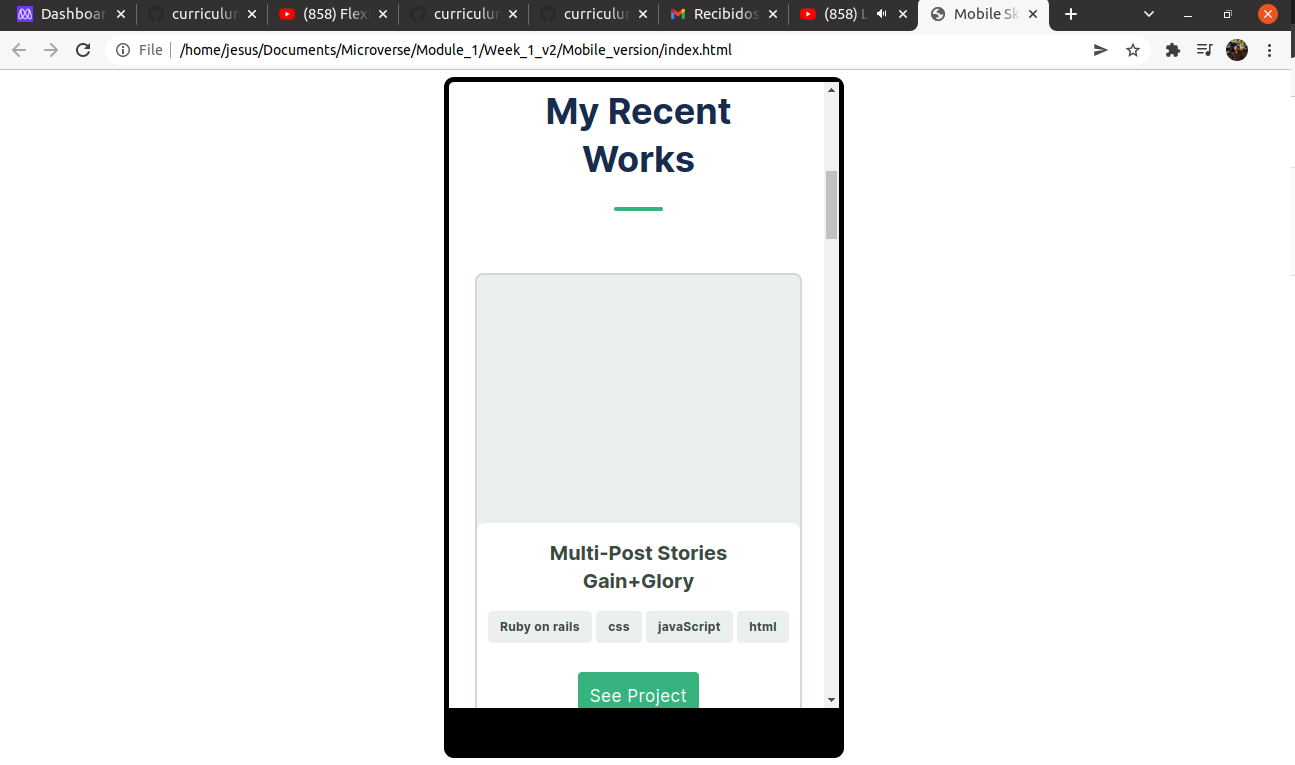 Dashboar
curriculur
(858) Flex
curriculur
curriculur
Recibidos
(858) L
Mobile Sk
File
/home/jesus/Documents/Microverse/Module_1/Week_1_v2/Mobile_version/index.html
My Recent
Works
Multi-Post Stories
Gain+Glory
Ruby on rails css javaScript html
See Project